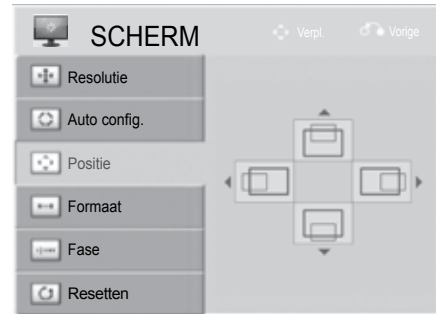 SCHERM
Verpl.
Vorige
Resolutie
Auto config.
Positie
Formaat
Fase
Resetten